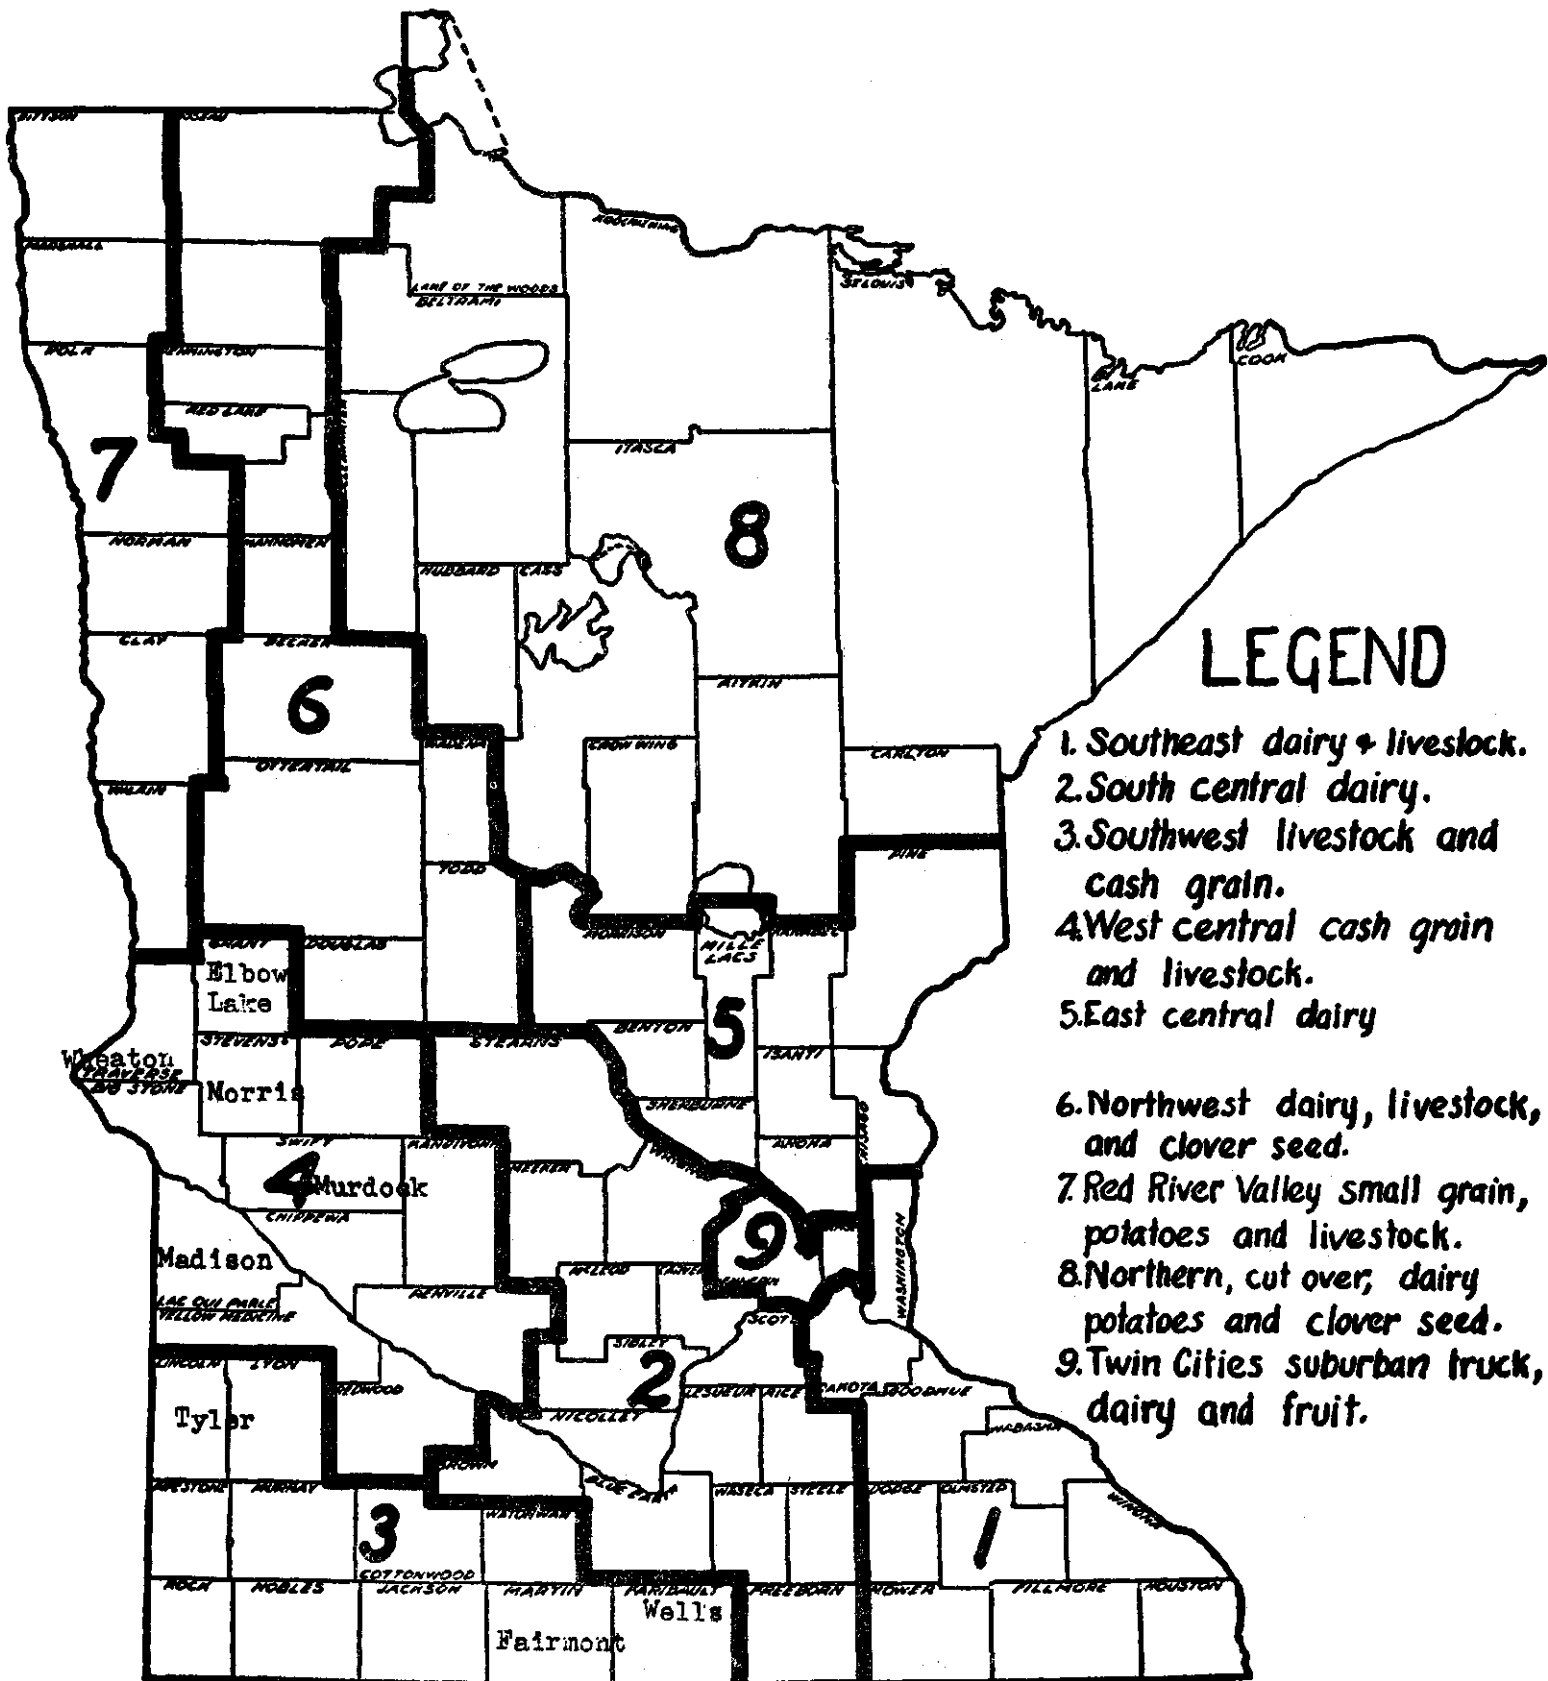 KITTSON
ROSEAU
MARSHALL
KOOCHICHING
LAKE OF THE WOODS
BELTRAMI
ST LOUIS
POLK
PENNINGTON
COOK
LAKE
RED LAKE
CLEARWATER
7
ITASCA
8
NORMAN
MAHNOMEN
HUBBARD
CASS
CLAY
BECKER
6
AITKIN
WADENA
CROW WING
OTTERTAIL
CARLTON
WILKIN
TODD
PINE
GRANT
DOUGLAS
MORRISON
MILLE
LACS
KANABEC
Elbow
Lake
5
STEVENS
POPE
STEARNS
BENTON
ISANTI
Wheaton
TRAVERSE
BIG STONE
Morris
SHERBURNE
CHISAGO
SWIFT
KANDIYOHI
ANOKA
MEEKER
WRIGHT
4
Murdock
CHIPPEWA
9
WASHINGTON
Madison
MCLEOD
CARVER
LAC QUI PARLE
YELLOW MEDICINE
RENVILLE
SCOTT
SIBLEY
2
LINCOLN
LYON
REDWOOD
LESUEUR
RICE
DAKOTA
GOODHUE
Tyler
NICOLLET
WABASHA
BROWN
PIPESTONE
MURRAY
BLUE EARTH
WASECA
STEELE
DODGE
OLMSTED
WINONA
3
WATONWAN
1
COTTONWOOD
ROCK
NOBLES
JACKSON
MARTIN
FARIBAULT
FREEBORN
MOWER
FILLMORE
HOUSTON
Wells
Fairmont
LEGEND
1. Southeast dairy & livestock.
2. South central dairy.
3. Southwest livestock and
cash grain.
4. West central cash grain
and livestock.
5. East central dairy
6. Northwest dairy, livestock,
and clover seed.
7. Red River Valley small grain,
potatoes and livestock.
8. Northern, cut over, dairy
potatoes and clover seed.
9. Twin Cities suburban truck,
dairy and fruit.